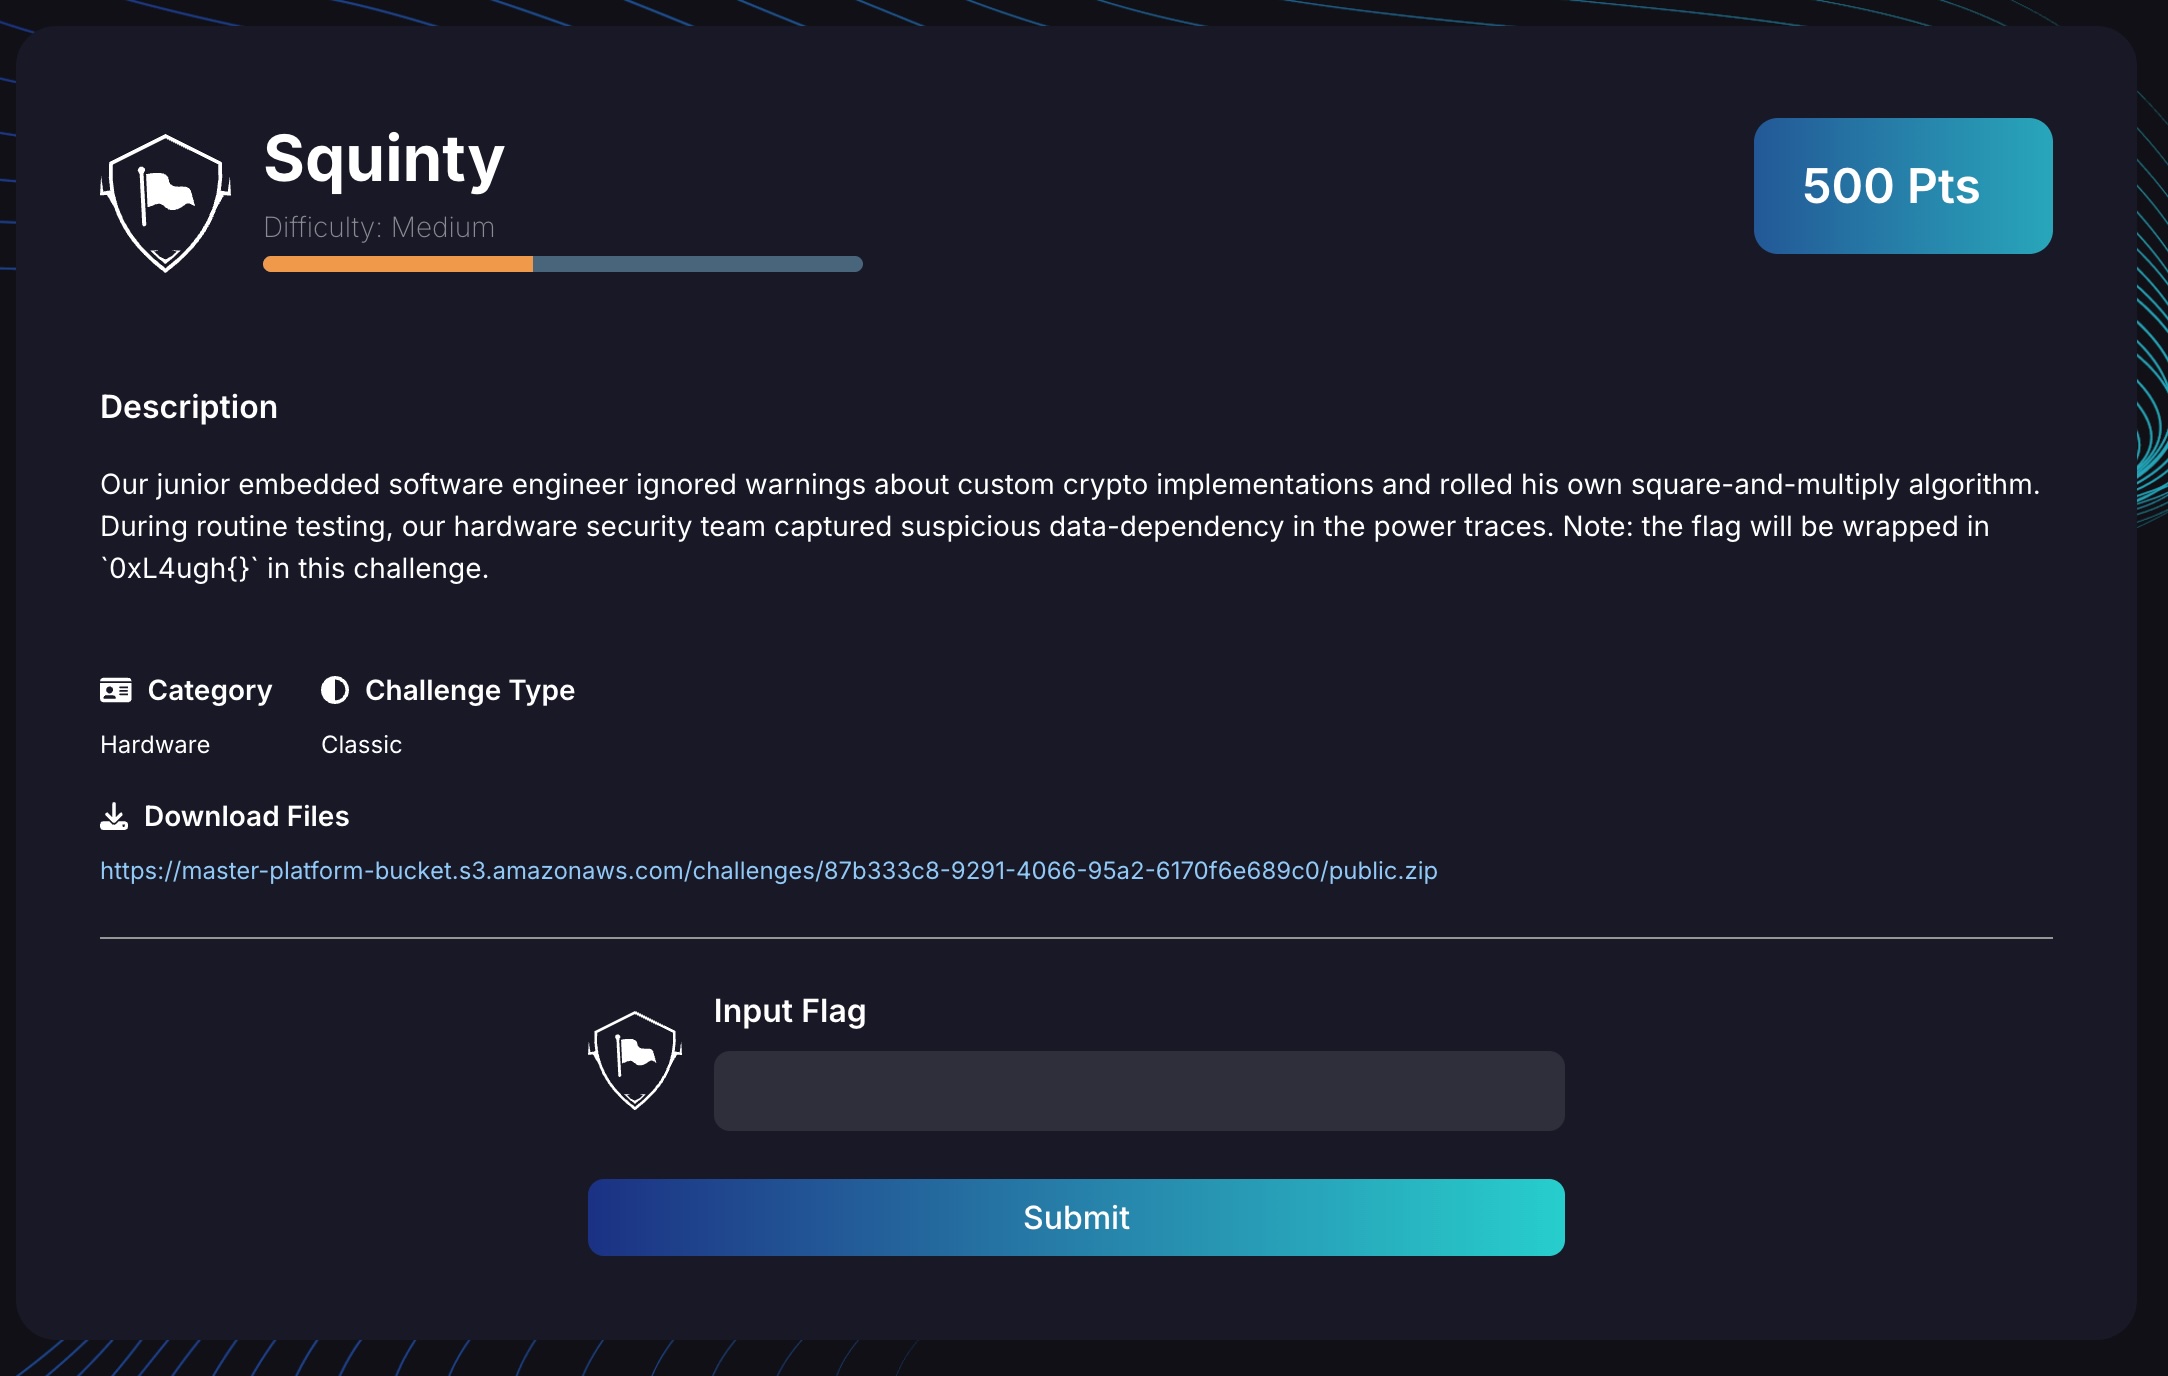 Squinty
Difficulty: Medium
500 Pts
Description
Our junior embedded software engineer ignored warnings about custom crypto implementations and rolled his own square-and-multiply algorithm.
During routine testing, our hardware security team captured suspicious data-dependency in the power traces. Note: the flag will be wrapped in
`0xL4ugh{}` in this challenge.
Category
Challenge Type
Hardware
Classic
Download Files
https://master-platform-bucket.s3.amazonaws.com/challenges/87b333c8-9291-4066-95a2-6170f6e689c0/public.zip
Input Flag
Submit